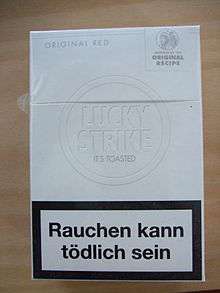 ORIGINAL RED
ORIGINAL
RECIPE
LUCKY
STRIKE
IT'S TOASTED
Rauchen kann
tödlich sein